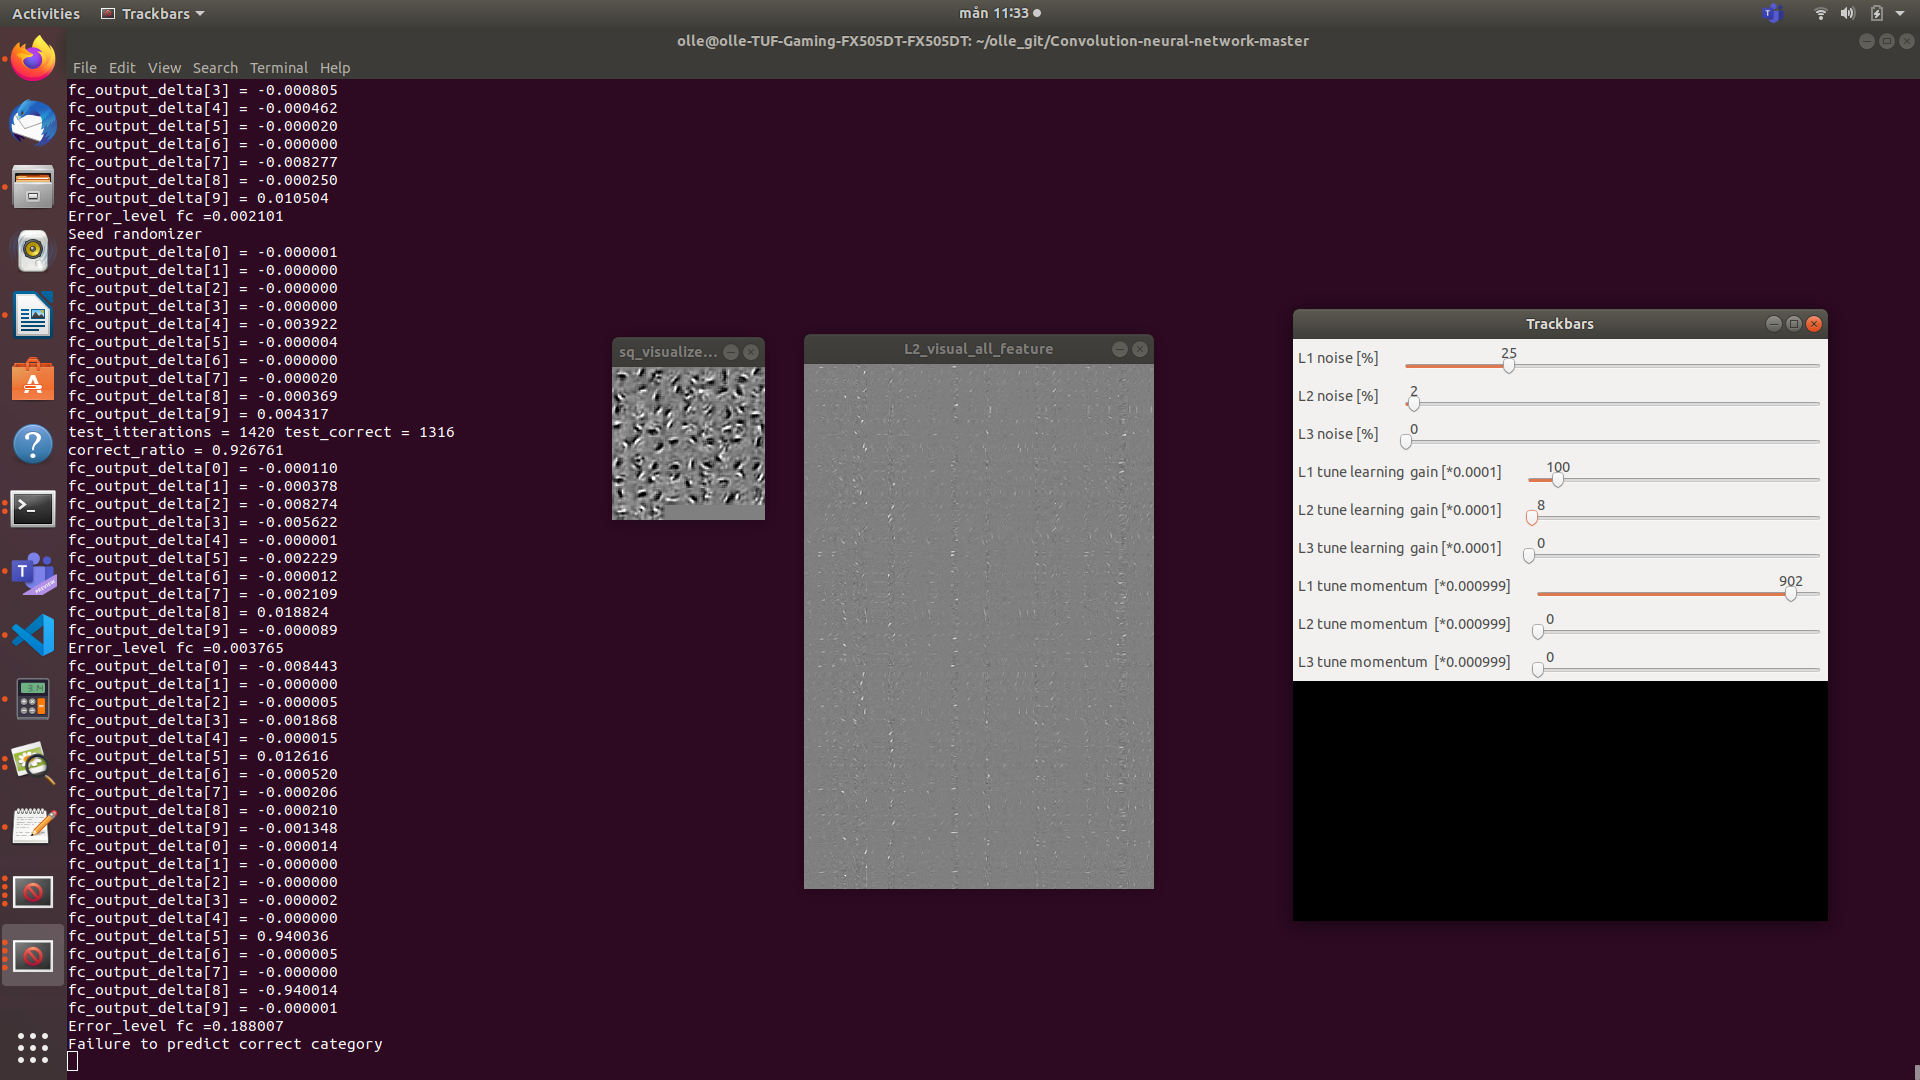 Activities
Trackbars
mån 11:33
olle@olle-TUF-Gaming-FX505DT-FX505DT: ~/olle_git/Convolution-neural-network-master
File Edit View Search Terminal Help
fc_output_delta[3] = -0.000805
fc_output_delta[4] = -0.000462
fc_output_delta[5] = -0.000020
fc_output_delta[6] = -0.000000
fc_output_delta[7] = -0.008277
fc_output_delta[8] = -0.000250
fc_output_delta[9] = 0.010504
Error_level fc =0.002101
Seed randomizer
fc_output_delta[0] = -0.000001
fc_output_delta[1] = -0.000000
fc_output_delta[2] = -0.000000
fc_output_delta[3] = -0.000000
fc_output_delta[4] = -0.003922
fc_output_delta[5] = -0.000004
fc_output_delta[6] = -0.000000
fc_output_delta[7] = -0.000020
fc_output_delta[8] = -0.000369
fc_output_delta[9] = 0.004317
test_itterations = 1420 test_correct = 1316
correct_ratio = 0.926761
fc_output_delta[0] = -0.000110
fc_output_delta[1] = -0.000378
fc_output_delta[2] = -0.008274
fc_output_delta[3] = -0.005622
fc_output_delta[4] = -0.000001
fc_output_delta[5] = -0.002229
fc_output_delta[6] = -0.000012
fc_output_delta[7] = -0.002109
fc_output_delta[8] = 0.018824
fc_output_delta[9] = -0.000089
Error_level fc =0.003765
fc_output_delta[0] = -0.008443
fc_output_delta[1] = -0.000000
fc_output_delta[2] = -0.000005
fc_output_delta[3] = -0.001868
fc_output_delta[4] = -0.000015
fc_output_delta[5] = 0.012616
fc_output_delta[6] = -0.000520
fc_output_delta[7] = -0.000206
fc_output_delta[8] = -0.000210
fc_output_delta[9] = -0.001348
fc_output_delta[0] = -0.000014
fc_output_delta[1] = -0.000000
fc_output_delta[2] = -0.000000
fc_output_delta[3] = -0.000002
fc_output_delta[4] = -0.000000
fc_output_delta[5] = 0.940036
fc_output_delta[6] = -0.000005
fc_output_delta[7] = -0.000000
fc_output_delta[8] = -0.940014
fc_output_delta[9] = -0.000001
Error_level fc =0.188007
Failure to predict correct category
sq_visualize...
L2_visual_all_feature
Trackbars
L1 noise [%] 25
L2 noise [%] 2
L3 noise [%] 0
L1 tune learning gain [*0.0001] 100
L2 tune learning gain [*0.0001] 8
L3 tune learning gain [*0.0001] 0
L1 tune momentum [*0.000999] 902
L2 tune momentum [*0.000999] 0
L3 tune momentum [*0.000999] 0